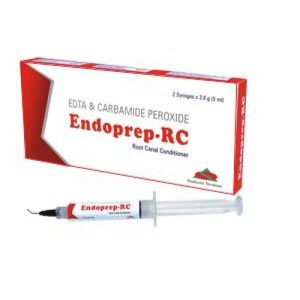 2 Syringes x 3.6 g (5 ml)
EDTA & CARBAMIDE PEROXIDE
Endoprep-RC
Root Canal Conditioner
Endoprep-RC